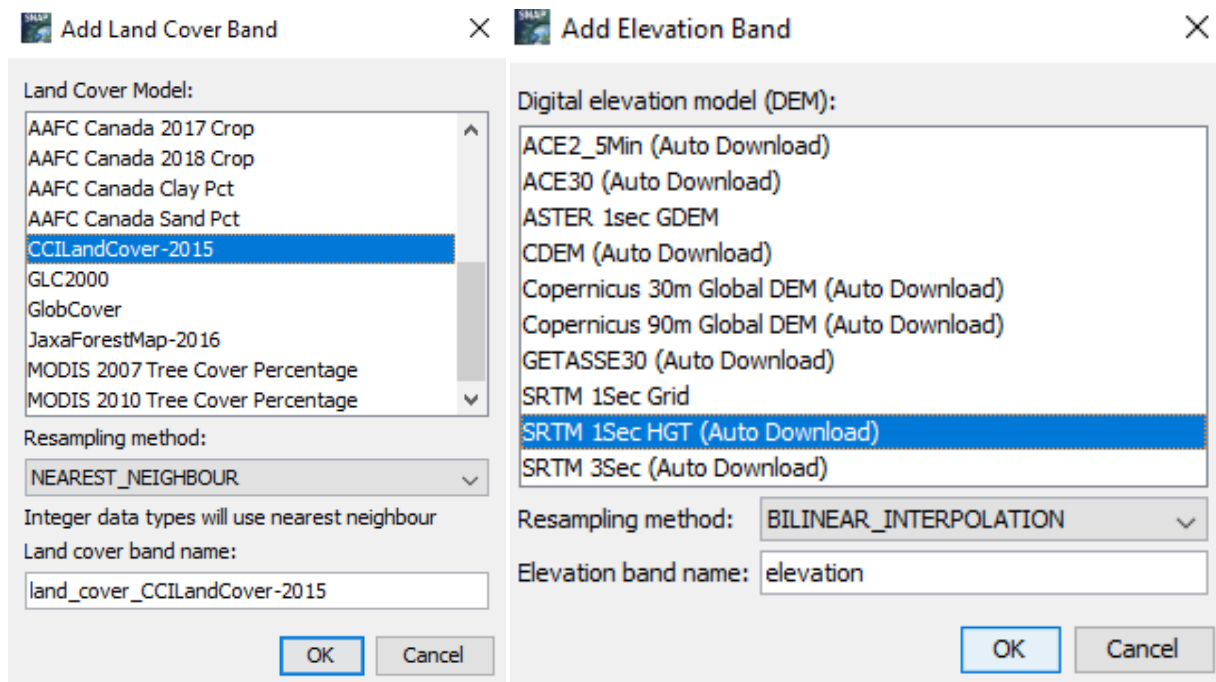 SNAP
Add Land Cover Band
Land Cover Model:
AAFC Canada 2017 Crop
AAFC Canada 2018 Crop
AAFC Canada Clay Pct
AAFC Canada Sand Pct
CCILandCover-2015
GLC2000
GlobCover
JaxaForestMap-2016
MODIS 2007 Tree Cover Percentage
MODIS 2010 Tree Cover Percentage
Resampling method:
NEAREST_NEIGHBOUR
Integer data types will use nearest neighbour
Land cover band name:
land_cover_CCILandCover-2015
OK Cancel
SNAP
Add Elevation Band
Digital elevation model (DEM):
ACE2_5Min (Auto Download)
ACE30 (Auto Download)
ASTER 1sec GDEM
CDEM (Auto Download)
Copernicus 30m Global DEM (Auto Download)
Copernicus 90m Global DEM (Auto Download)
GETASSE30 (Auto Download)
SRTM 1Sec Grid
SRTM 1Sec HGT (Auto Download)
SRTM 3Sec (Auto Download)
Resampling method: BILINEAR_INTERPOLATION
Elevation band name: elevation
OK Cancel